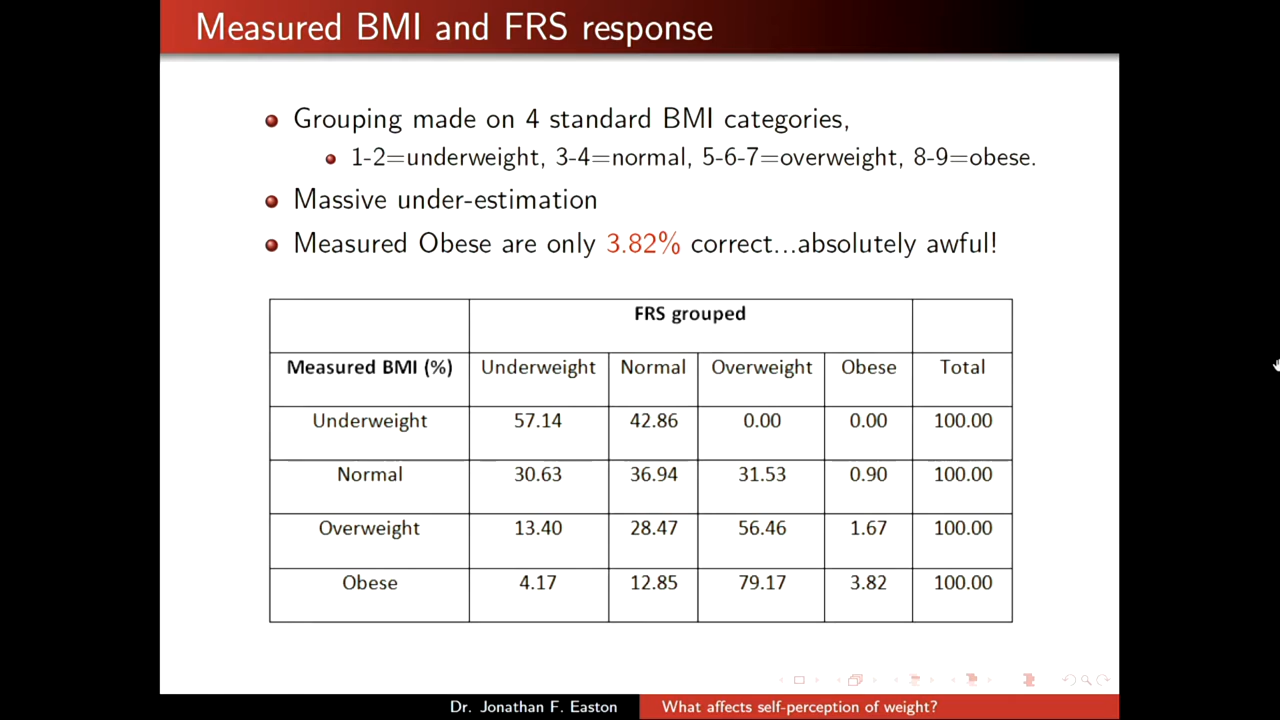 Measured BMI and FRS response
Grouping made on 4 standard BMI categories,
1-2=underweight, 3-4=normal, 5-6-7=overweight, 8-9=obese.
Massive under-estimation
Measured Obese are only 3.82% correct...absolutely awful!
FRS grouped
Measured BMI (%) Underweight Normal Overweight Obese Total
Underweight 57.14 42.86 0.00 0.00 100.00
Normal 30.63 36.94 31.53 0.90 100.00
Overweight 13.40 28.47 56.46 1.67 100.00
Obese 4.17 12.85 79.17 3.82 100.00
Dr. Jonathan F. Easton What affects self-perception of weight?